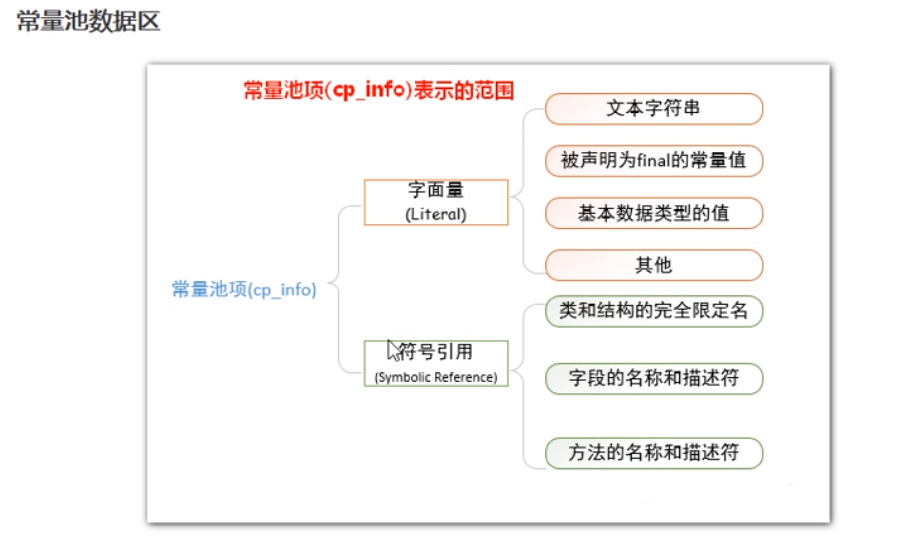 常量池数据区
常量池项(cp_info)表示的范围
常量池项(cp_info)
字面量
(Literal)
文本字符串
被声明为final的常量值
基本数据类型的值
其他
符号引用
(Symbolic Reference)
类和结构的完全限定名
字段的名称和描述符
方法的名称和描述符